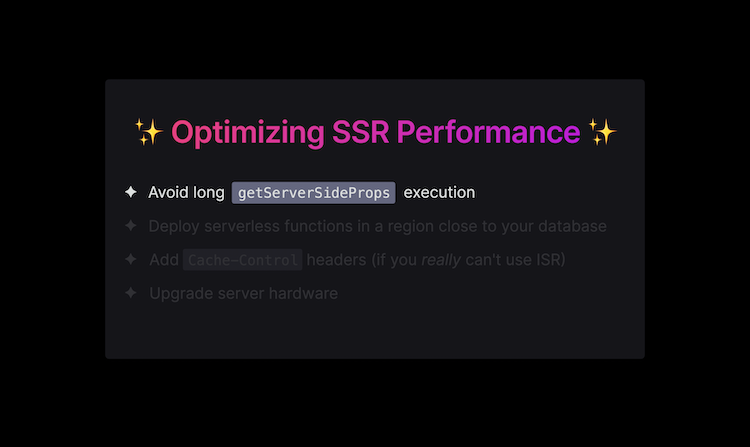 ✨ Optimizing SSR Performance ✨
✦ Avoid long getServerSideProps execution
✦ Deploy serverless functions in a region close to your database
✦ Add Cache-Control headers (if you really can't use ISR)
✦ Upgrade server hardware